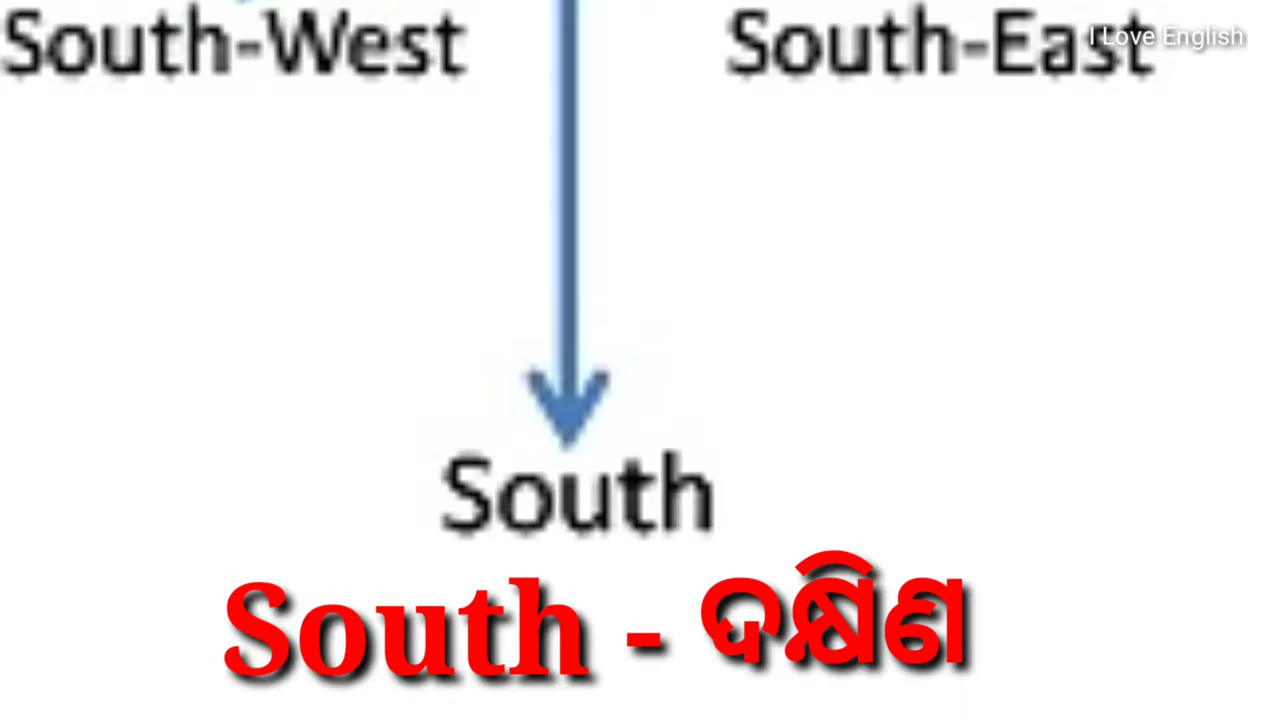 South-West South-East
I Love English
South
South - ଦକ୍ଷିଣ